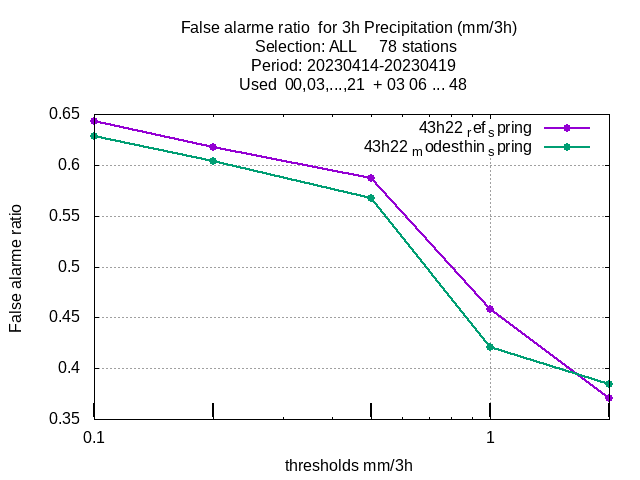 False alarme ratio  for 3h Precipitation (mm/3h)
Selection: ALL     78 stations
Period: 20230414-20230419
Used  00,03,...,21  + 03 06 ... 48
43h22 ref spring
43h22 modesthin spring
0.65
0.6
0.55
0.5
0.45
0.4
0.35
False alarme ratio
0.1
1
thresholds mm/3h